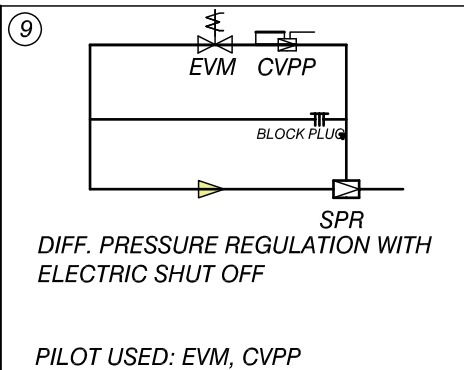 9
EVM CVPP
BLOCK PLUG
SPR
DIFF. PRESSURE REGULATION WITH
ELECTRIC SHUT OFF
PILOT USED: EVM, CVPP